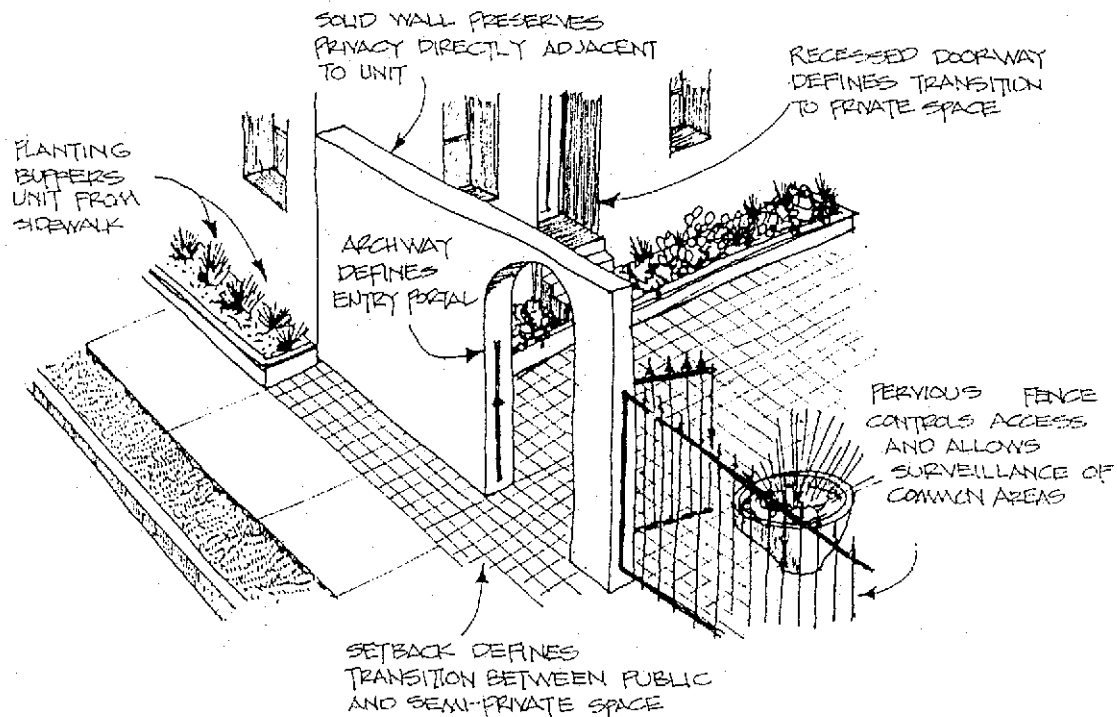 SOLID WALL PRESERVES
PRIVACY DIRECTLY ADJACENT
TO UNIT
RECESSED DOORWAY
DEFINES TRANSITION
TO PRIVATE SPACE
PLANTING
BUFFERS
UNIT FROM
SIDEWALK
ARCHWAY
DEFINES
ENTRY PORTAL
PERVIOUS FENCE
CONTROLS ACCESS
AND ALLOWS
SURVEILLANCE OF
COMMON AREAS
SETBACK DEFINES
TRANSITION BETWEEN PUBLIC
AND SEMI-PRIVATE SPACE